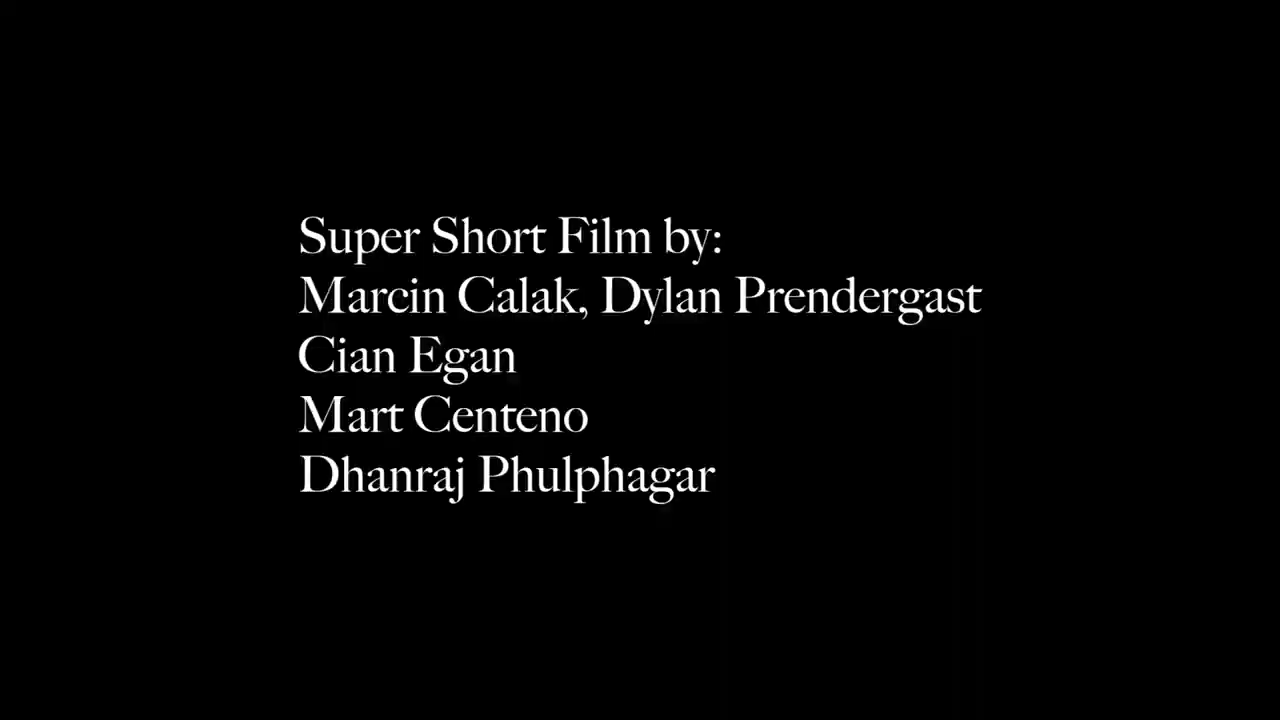 Super Short Film by:
Marcin Calak, Dylan Prendergast
Cian Egan
Mart Centeno
Dhanraj Phulphagar